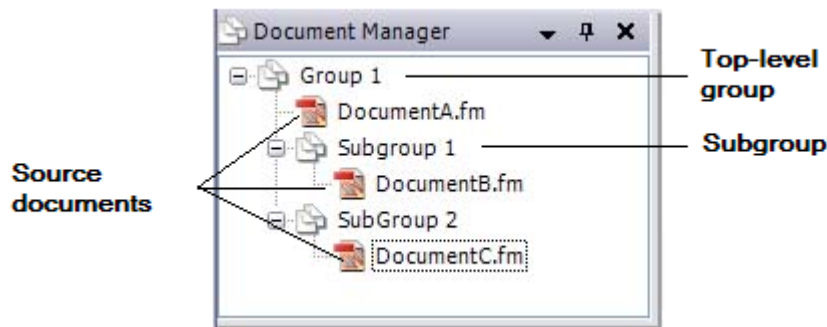 Document Manager
Group 1
Top-level
group
DocumentA.fm
Subgroup 1
Subgroup
Source
documents
DocumentB.fm
SubGroup 2
DocumentC.fm